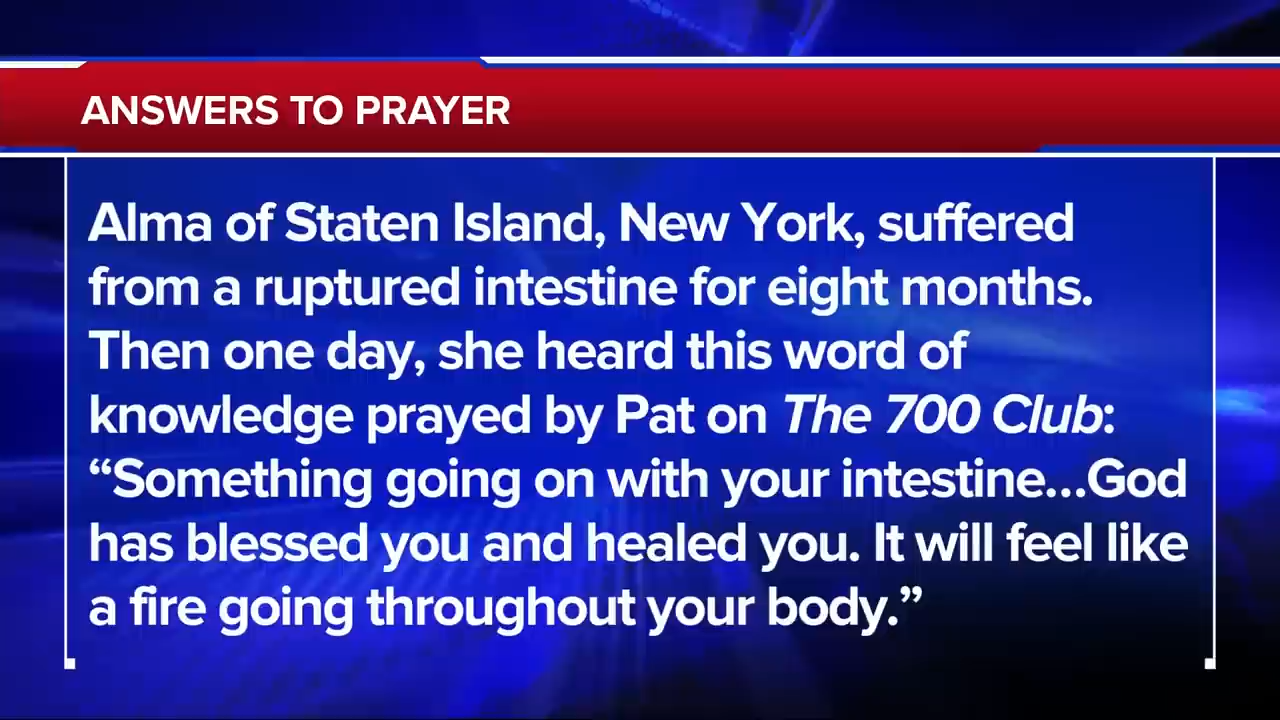 ANSWERS TO PRAYER
Alma of Staten Island, New York, suffered
from a ruptured intestine for eight months.
Then one day, she heard this word of
knowledge prayed by Pat on The 700 Club:
“Something going on with your intestine...God
has blessed you and healed you. It will feel like
a fire going throughout your body.”